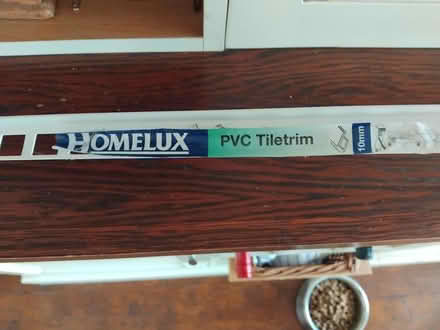 HOMELUX PVC Tiletrim 10mm